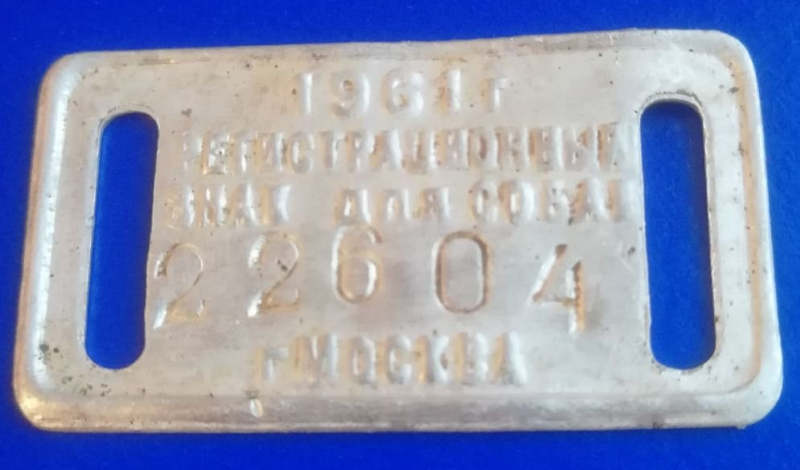 1961г
РЕГИСТРАЦИОННЫЙ
ЗНАК ДЛЯ СОБАК
22604
г МОСКВА